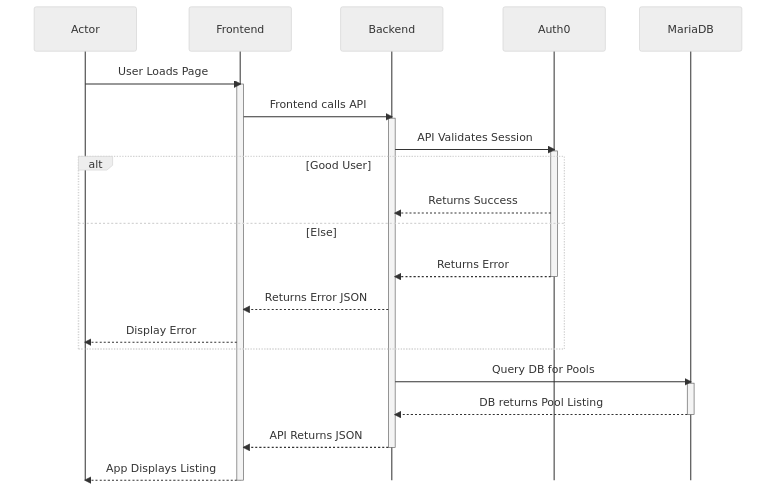 Actor
Frontend
Backend
Auth0
MariaDB
User Loads Page
Frontend calls API
API Validates Session
alt
[Good User]
Returns Success
[Else]
Returns Error
Returns Error JSON
Display Error
Query DB for Pools
DB returns Pool Listing
API Returns JSON
App Displays Listing